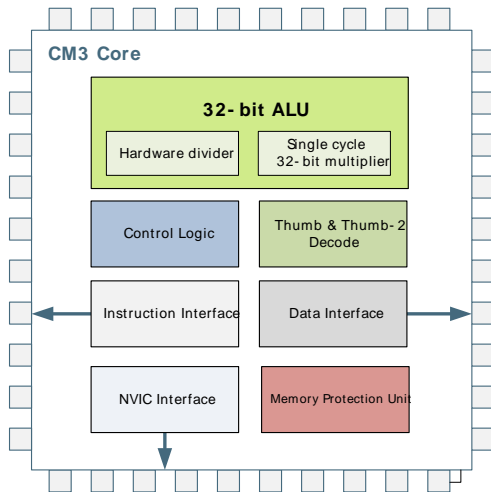 CM3 Core
32-bit ALU
Hardware divider
Single cycle
32-bit multiplier
Control Logic
Thumb & Thumb-2
Decode
Instruction Interface
Data Interface
NVIC Interface
Memory Protection Unit